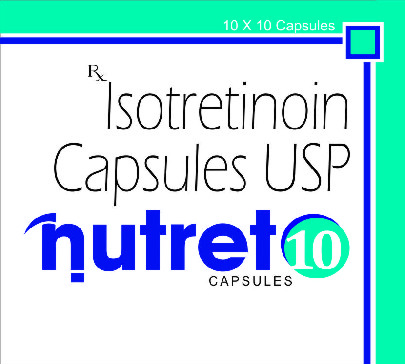 10 X 10 Capsules
Rx
Isotretinoin
Capsules USP
nutret 10
CAPSULES